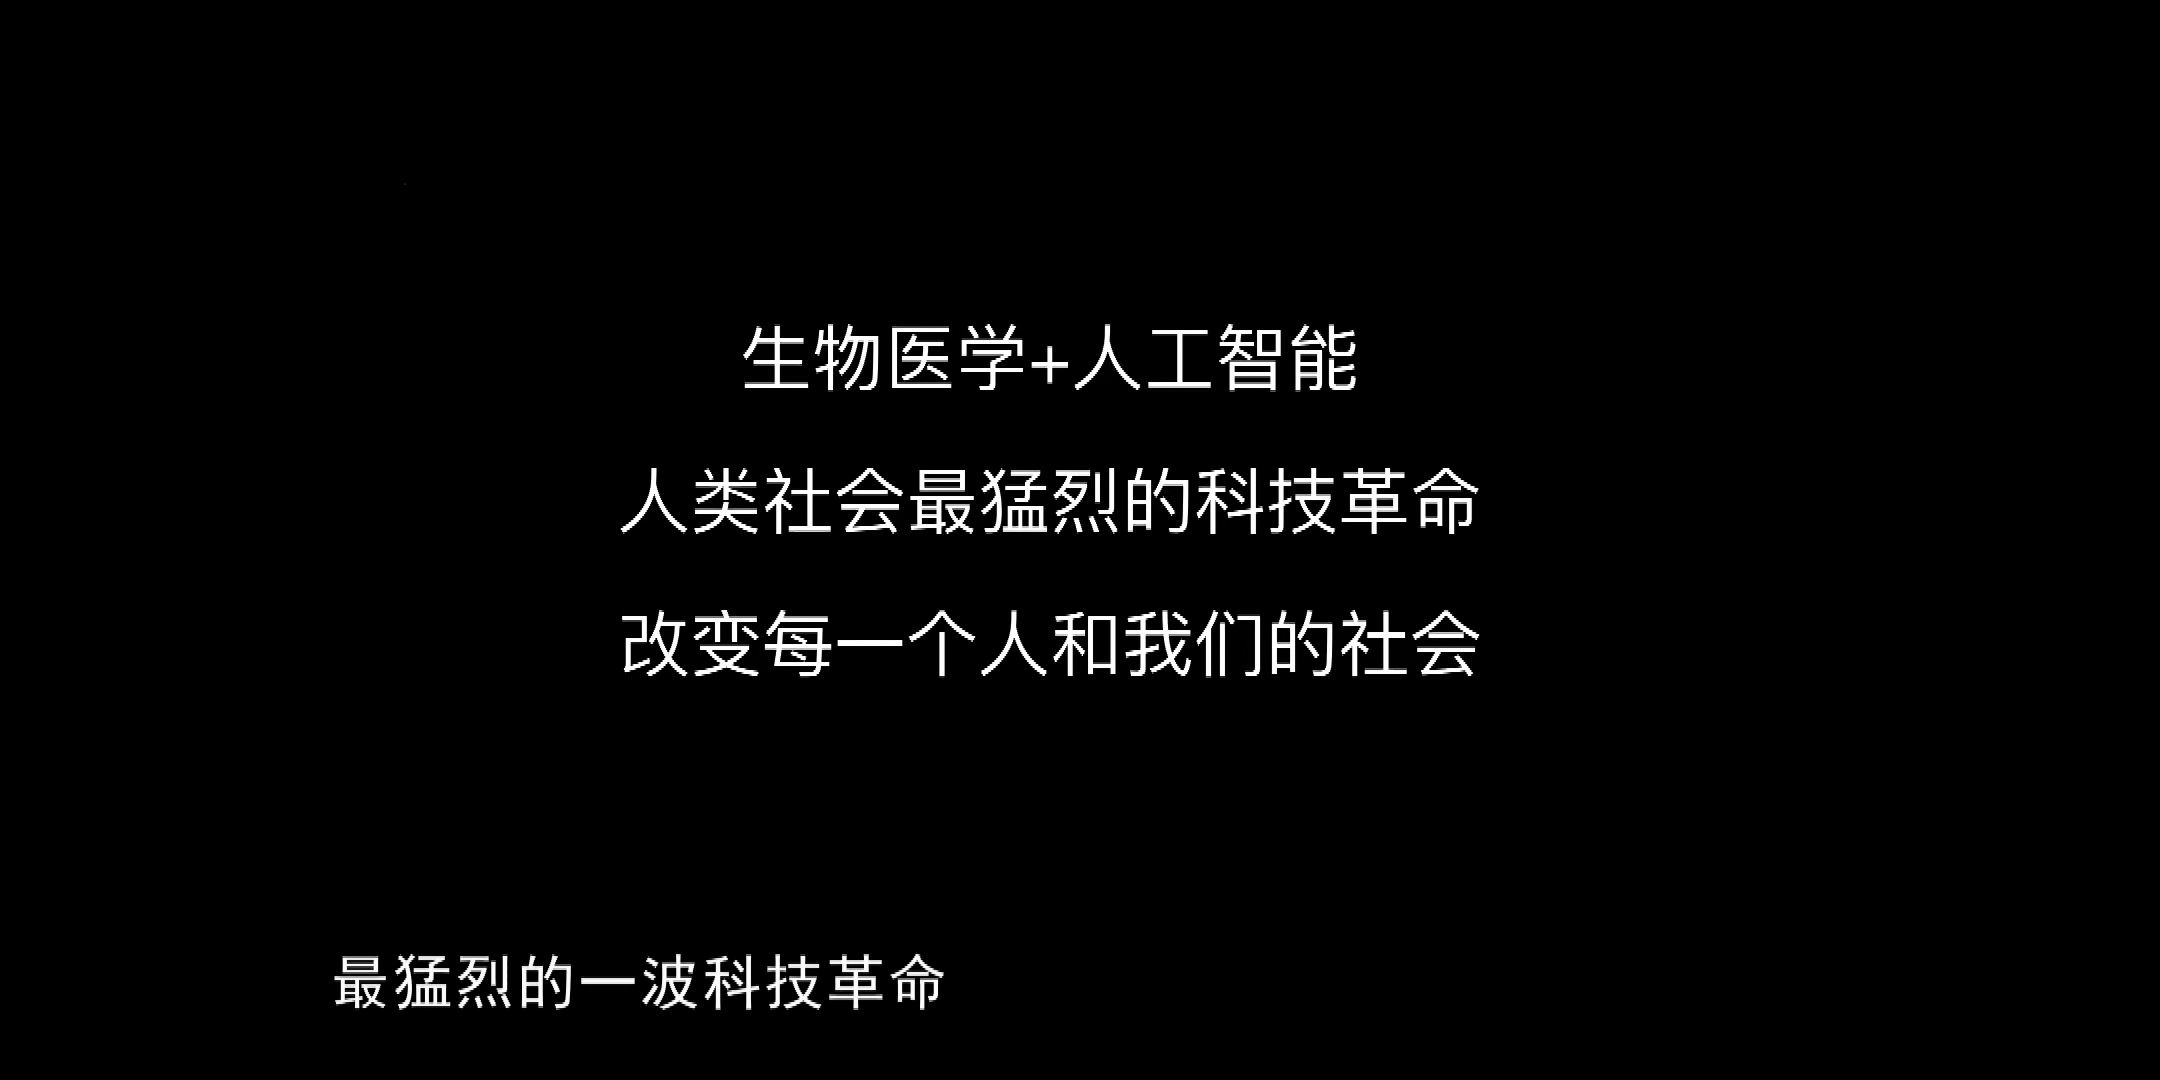 生物医学+人工智能
人类社会最猛烈的科技革命
改变每一个人和我们的社会
最猛烈的一波科技革命